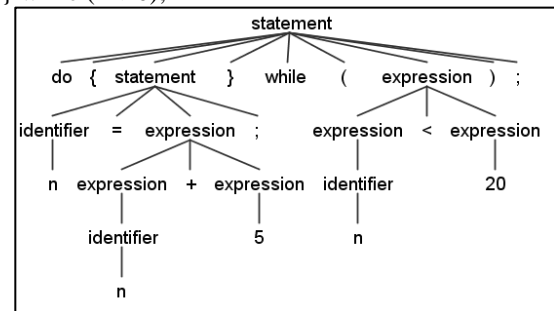 statement
do { statement } while ( expression ) ;
identifier = expression ; expression < expression
n expression + expression identifier 20
identifier 5 n
n